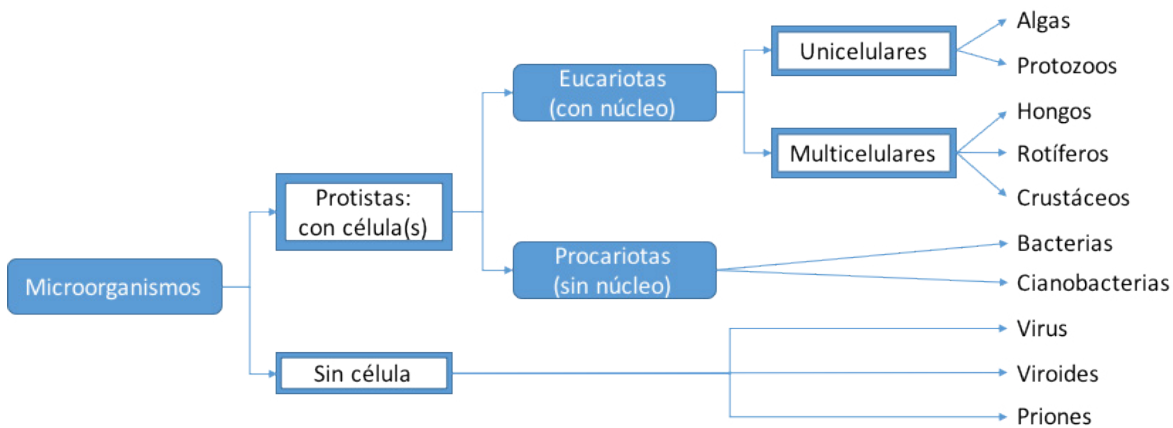 Microorganismos
Protistas:
con célula(s)
Sin célula
Eucariotas
(con núcleo)
Procariotas
(sin núcleo)
Unicelulares
Multicelulares
Algas
Protozoos
Hongos
Rotíferos
Crustáceos
Bacterias
Cianobacterias
Virus
Viroides
Priones